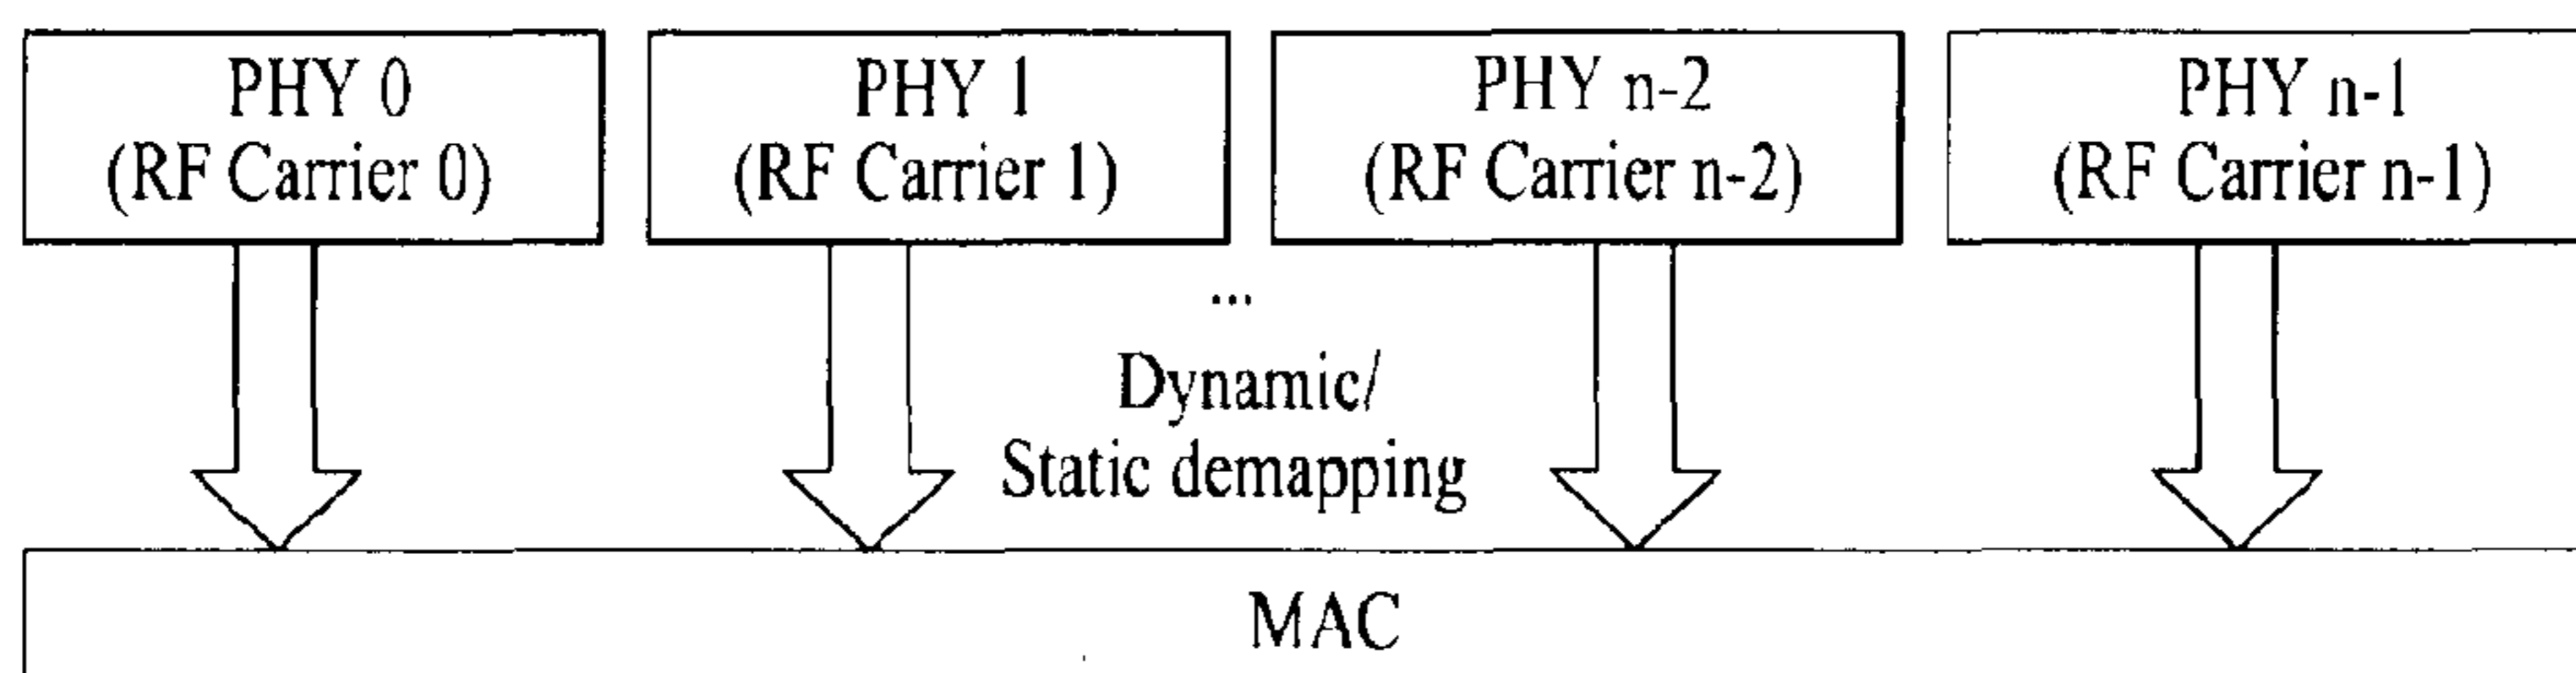 PHY 0
(RF Carrier 0)
PHY 1
(RF Carrier 1)
PHY n-2
(RF Carrier n-2)
PHY n-1
(RF Carrier n-1)
...
Dynamic/
Static demapping
MAC